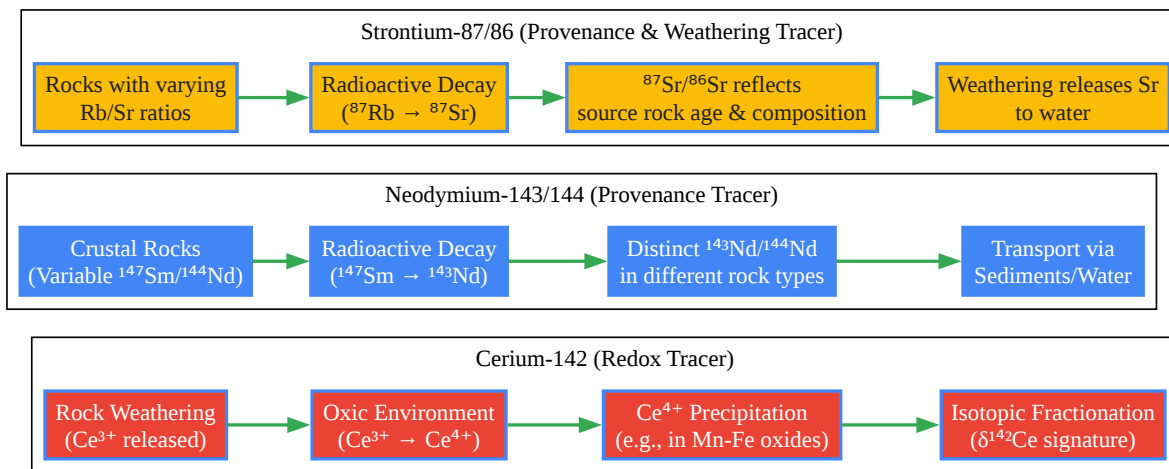 Strontium-87/86 (Provenance & Weathering Tracer)
Rocks with varying
Rb/Sr ratios
Radioactive Decay
(⁸⁷Rb → ⁸⁷Sr)
⁸⁷Sr/⁸⁶Sr reflects
source rock age & composition
Weathering releases Sr
to water
Neodymium-143/144 (Provenance Tracer)
Crustal Rocks
(Variable ¹⁴⁷Sm/¹⁴⁴Nd)
Radioactive Decay
(¹⁴⁷Sm → ¹⁴³Nd)
Distinct ¹⁴³Nd/¹⁴⁴Nd
in different rock types
Transport via
Sediments/Water
Cerium-142 (Redox Tracer)
Rock Weathering
(Ce³⁺ released)
Oxic Environment
(Ce³⁺ → Ce⁴⁺)
Ce⁴⁺ Precipitation
(e.g., in Mn-Fe oxides)
Isotopic Fractionation
(δ¹⁴²Ce signature)